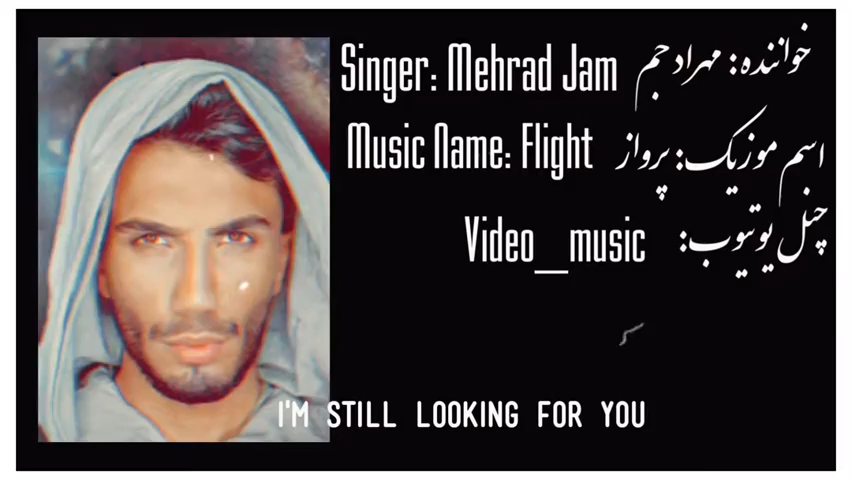 Singer: Mehrad Jam خواننده: مهراد جم
Music Name: Flight اسم موزیک: پرواز
Video_music چنل یوتیوب:
I'M STILL LOOKING FOR YOU